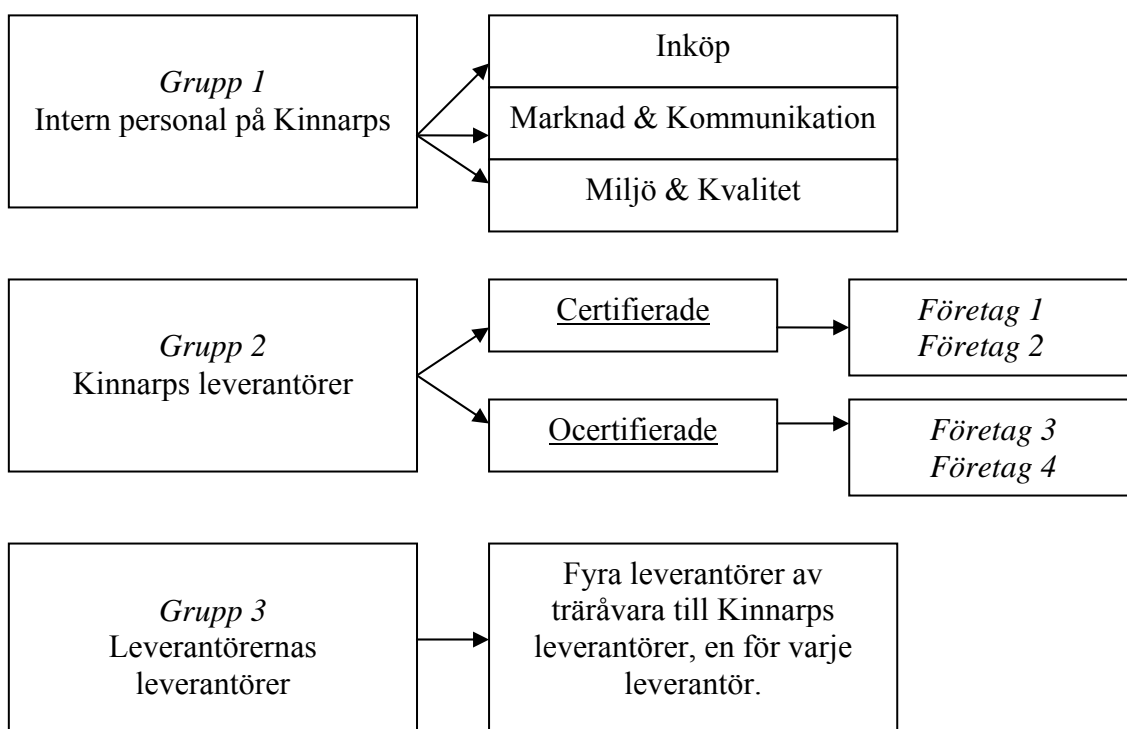 Grupp 1
Intern personal på Kinnarps
Inköp
Marknad & Kommunikation
Miljö & Kvalitet
Grupp 2
Kinnarps leverantörer
Certifierade
Företag 1
Företag 2
Ocertifierade
Företag 3
Företag 4
Grupp 3
Leverantörernas
leverantörer
Fyra leverantörer av
träråvara till Kinnarps
leverantörer, en för varje
leverantör.